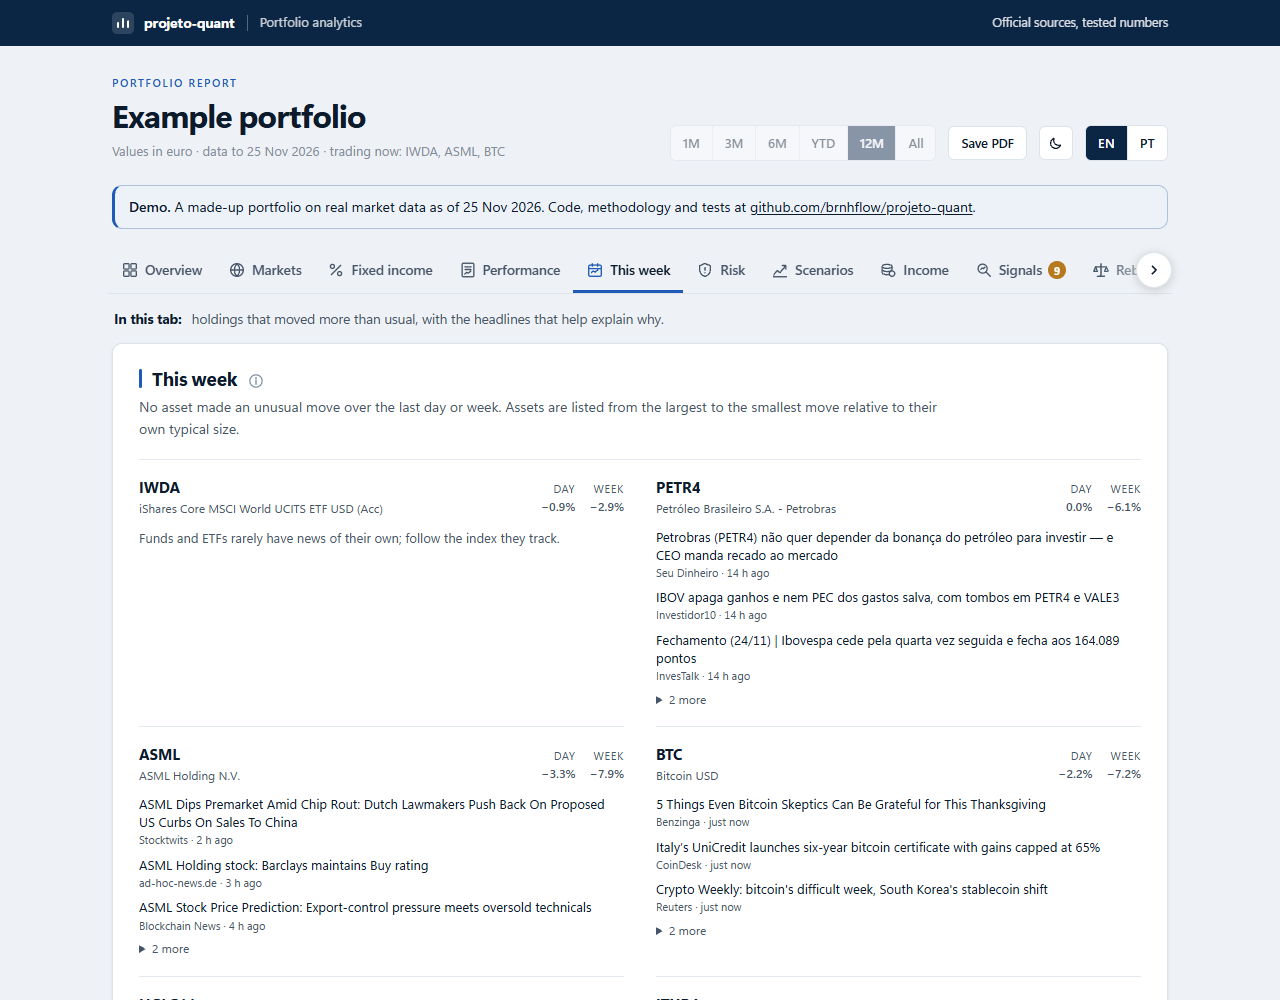 projeto-quant
Portfolio analytics
Official sources, tested numbers
PORTFOLIO REPORT
Example portfolio
Values in euro · data to 25 Nov 2026 · trading now: IWDA, ASML, BTC
1M 3M 6M YTD 12M All
Save PDF
EN PT
Demo. A made-up portfolio on real market data as of 25 Nov 2026. Code, methodology and tests at github.com/brnhflow/projeto-quant.
Overview Markets Fixed income Performance This week Risk Scenarios Income Signals 9
In this tab: holdings that moved more than usual, with the headlines that help explain why.
This week
No asset made an unusual move over the last day or week. Assets are listed from the largest to the smallest move relative to their
own typical size.
IWDA
DAY WEEK
iShares Core MSCI World UCITS ETF USD (Acc)
−0.9% −2.9%
Funds and ETFs rarely have news of their own; follow the index they track.
PETR4
DAY WEEK
Petróleo Brasileiro S.A. - Petrobras
0.0% −6.1%
Petrobras (PETR4) não quer depender da bonança do petróleo para investir — e
CEO manda recado ao mercado
Seu Dinheiro · 14 h ago
IBOV apaga ganhos e nem PEC dos gastos salva, com tombos em PETR4 e VALE3
Investidor10 · 14 h ago
Fechamento (24/11) | Ibovespa cede pela quarta vez seguida e fecha aos 164.089
pontos
InvesTalk · 14 h ago
2 more
ASML
DAY WEEK
ASML Holding N.V.
−3.3% −7.9%
ASML Dips Premarket Amid Chip Rout: Dutch Lawmakers Push Back On Proposed
US Curbs On Sales To China
Stocktwits · 2 h ago
ASML Holding stock: Barclays maintains Buy rating
ad-hoc-news.de · 3 h ago
ASML Stock Price Prediction: Export-control pressure meets oversold technicals
Blockchain News · 4 h ago
2 more
BTC
DAY WEEK
Bitcoin USD
−2.2% −7.2%
5 Things Even Bitcoin Skeptics Can Be Grateful for This Thanksgiving
Benzinga · just now
Italy's UniCredit launches six-year bitcoin certificate with gains capped at 65%
CoinDesk · just now
Crypto Weekly: bitcoin's difficult week, South Korea's stablecoin shift
Reuters · just now
2 more